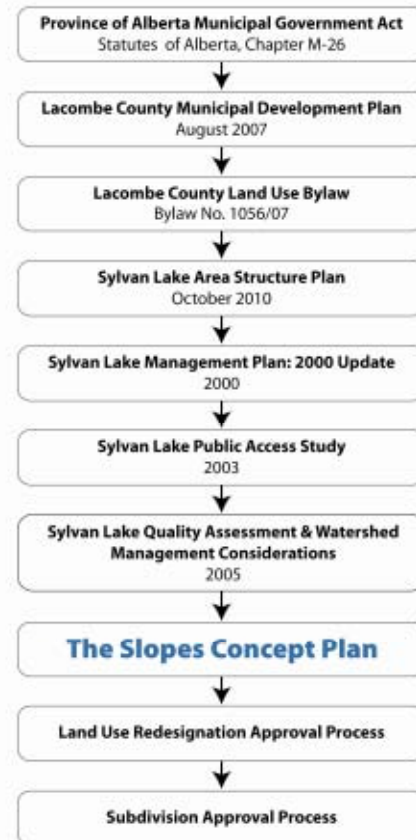 Province of Alberta Municipal Government Act
Statutes of Alberta, Chapter M-26
Lacombe County Municipal Development Plan
August 2007
Lacombe County Land Use Bylaw
Bylaw No. 1056/07
Sylvan Lake Area Structure Plan
October 2010
Sylvan Lake Management Plan: 2000 Update
2000
Sylvan Lake Public Access Study
2003
Sylvan Lake Quality Assessment & Watershed
Management Considerations
2005
The Slopes Concept Plan
Land Use Redesignation Approval Process
Subdivision Approval Process